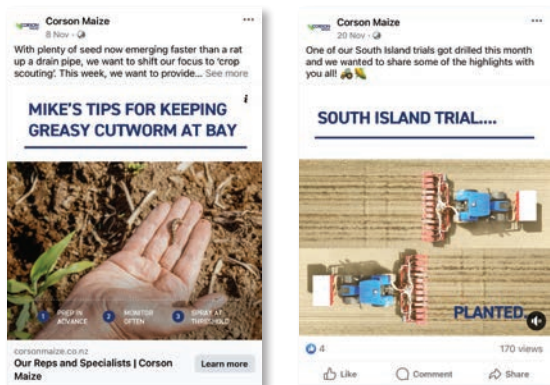 Corson Maize
8 Nov ·
With plenty of seed now emerging faster than a rat
up a drain pipe, we want to shift our focus to 'crop
scouting'. This week, we want to provide... See more
MIKE'S TIPS FOR KEEPING
GREASY CUTWORM AT BAY
1 PREP IN
ADVANCE
2 MONITOR
OFTEN
3 SPRAY AT
THRESHOLD
corsonmaize.co.nz
Our Reps and Specialists | Corson
Maize
Learn more
Corson Maize
20 Nov ·
One of our South Island trials got drilled this month
and we wanted to share some of the highlights with
you all! 🚜🌽
SOUTH ISLAND TRIAL....
PLANTED...
4
170 views
Like
Comment
Share